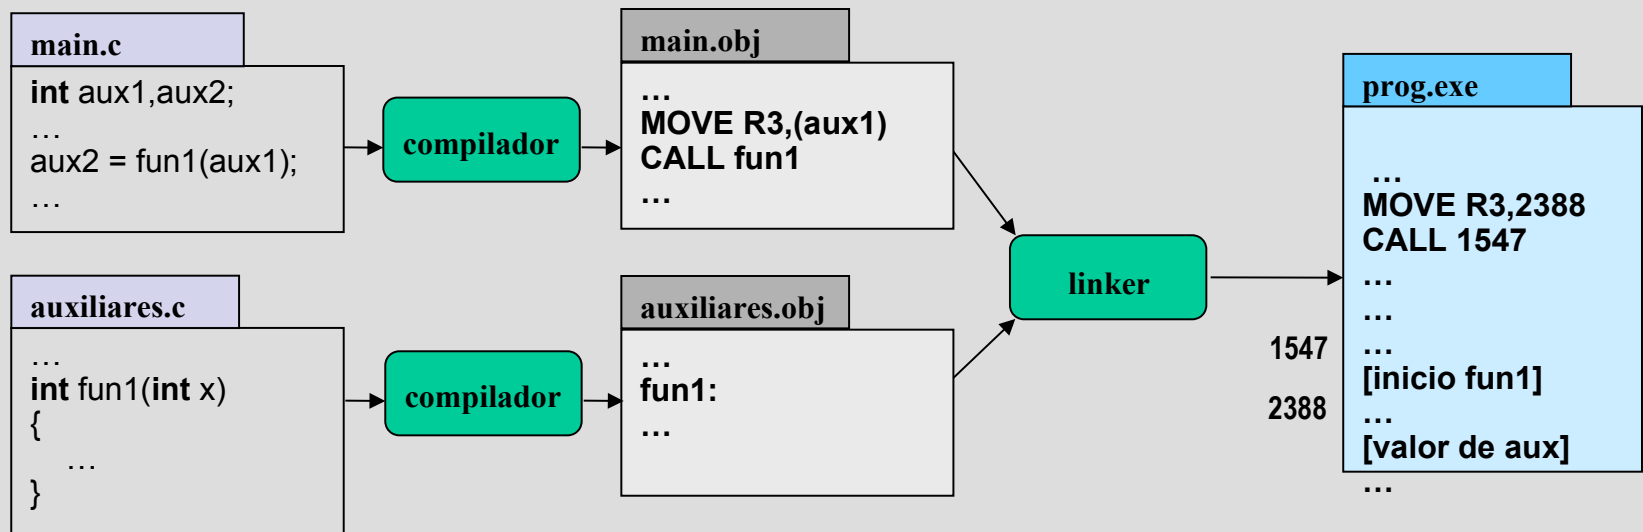 main.c
int aux1,aux2;
…
aux2 = fun1(aux1);
…
compilador
main.obj
…
MOVE R3,(aux1)
CALL fun1
…
auxiliares.c
…
int fun1(int x)
{
…
}
compilador
auxiliares.obj
…
fun1:
…
linker
prog.exe
…
MOVE R3,2388
CALL 1547
…
…
1547 …
[inicio fun1]
2388 …
[valor de aux]
…